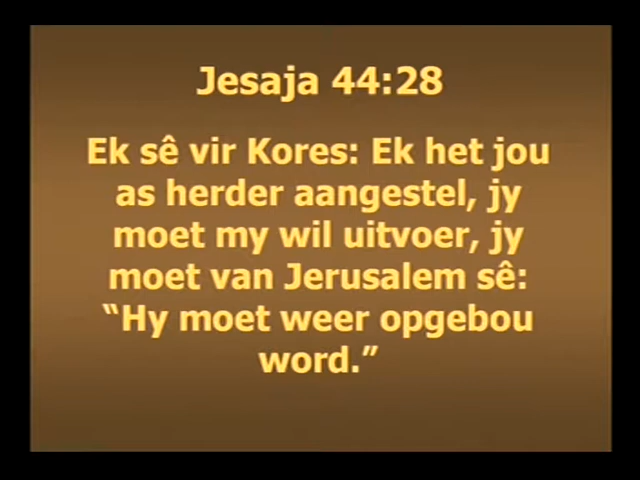 Jesaja 44:28
Ek sê vir Kores: Ek het jou
as herder aangestel, jy
moet my wil uitvoer, jy
moet van Jerusalem sê:
“Hy moet weer opgebou
word.”